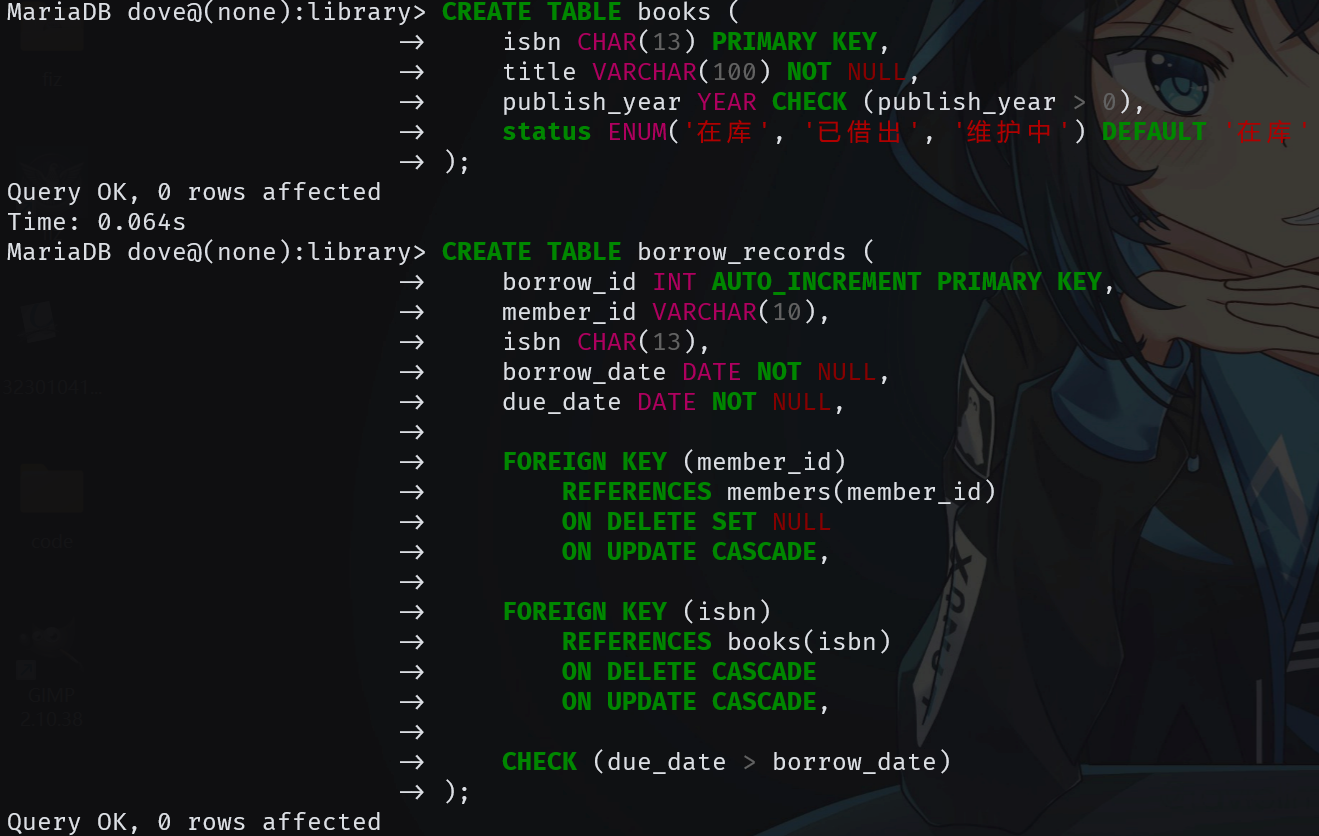 MariaDB dove@(none):library> CREATE TABLE books (
→ isbn CHAR(13) PRIMARY KEY,
→ title VARCHAR(100) NOT NULL,
→ publish_year YEAR CHECK (publish_year > 0),
→ status ENUM('在库', '已借出', '维护中') DEFAULT '在库'
→ );
Query OK, 0 rows affected
Time: 0.064s
MariaDB dove@(none):library> CREATE TABLE borrow_records (
→ borrow_id INT AUTO_INCREMENT PRIMARY KEY,
→ member_id VARCHAR(10),
→ isbn CHAR(13),
→ borrow_date DATE NOT NULL,
→ due_date DATE NOT NULL,
→
→ FOREIGN KEY (member_id)
→ REFERENCES members(member_id)
→ ON DELETE SET NULL
→ ON UPDATE CASCADE,
→
→ FOREIGN KEY (isbn)
→ REFERENCES books(isbn)
→ ON DELETE CASCADE
→ ON UPDATE CASCADE,
→
→ CHECK (due_date > borrow_date)
→ );
Query OK, 0 rows affected
code
GIMP
2.10.38